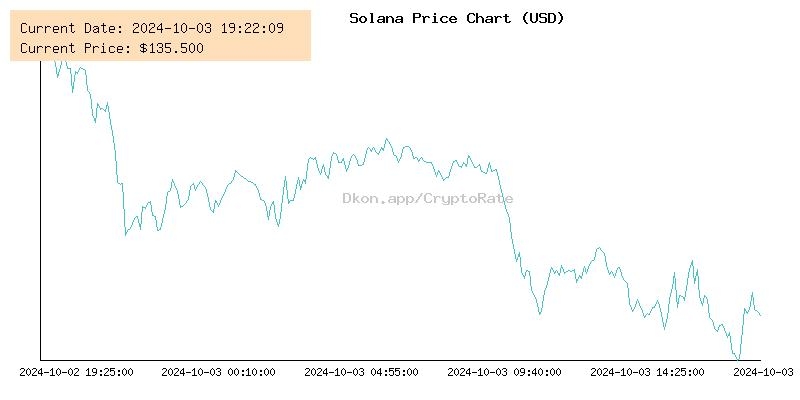 Solana Price Chart (USD)
Current Date: 2024-10-03 19:22:09
Current Price: $135.500
Dkon.app/CryptoRate
2024-10-02 19:25:00 2024-10-03 00:10:00 2024-10-03 04:55:00 2024-10-03 09:40:00 2024-10-03 14:25:00 2024-10-03